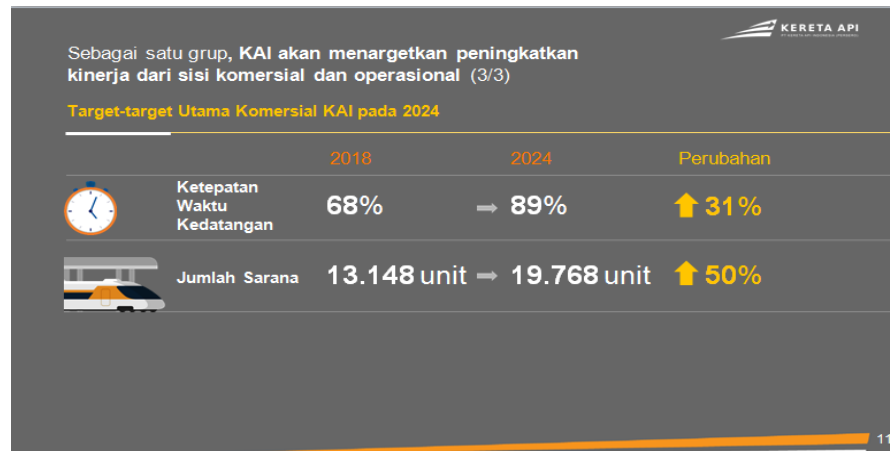 KERETA API
Sebagai satu grup, KAI akan menargetkan peningkatkan
kinerja dari sisi komersial dan operasional (3/3)
Target-target Utama Komersial KAI pada 2024
2018 2024 Perubahan
Ketepatan
Waktu
Kedatangan
68% 89% 31%
Jumlah Sarana 13.148 unit 19.768 unit 50%
11